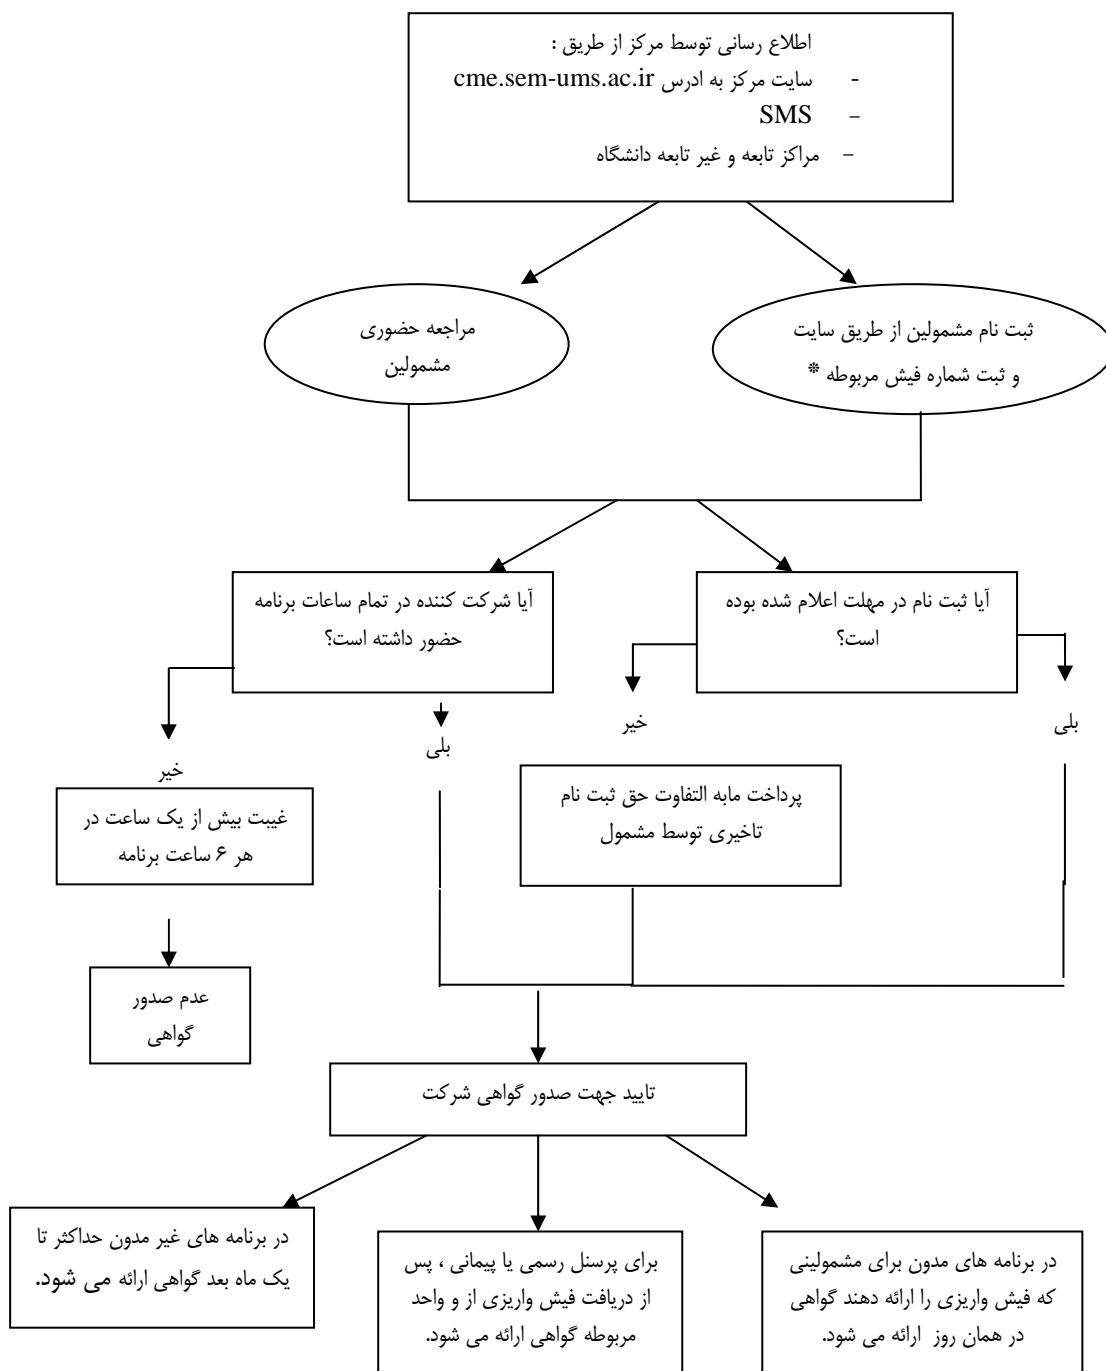 اطلاع رسانی توسط مرکز از طریق :
- سایت مرکز به ادرس cme.sem-ums.ac.ir
– SMS
– مراکز تابعه و غیر تابعه دانشگاه
ثبت نام مشمولین از طریق سایت
و ثبت شماره فیش مربوطه *
مراجعه حضوری
مشمولین
آیا ثبت نام در مهلت اعلام شده بوده
است؟
آیا شرکت کننده در تمام ساعات برنامه
حضور داشته است؟
بلی
خیر
بلی
خیر
پرداخت مابه التفاوت حق ثبت نام
تاخیری توسط مشمول
غیبت بیش از یک ساعت در
هر ۶ ساعت برنامه
عدم صدور
گواهی
تایید جهت صدور گواهی شرکت
در برنامه های مدون برای مشمولینی
که فیش واریزی را ارائه دهند گواهی
در همان روز ارائه می شود.
برای پرسنل رسمی یا پیمانی ، پس
از دریافت فیش واریزی از و واحد
مربوطه گواهی ارائه می شود.
در برنامه های غیر مدون حداکثر تا
یک ماه بعد گواهی ارائه می شود.